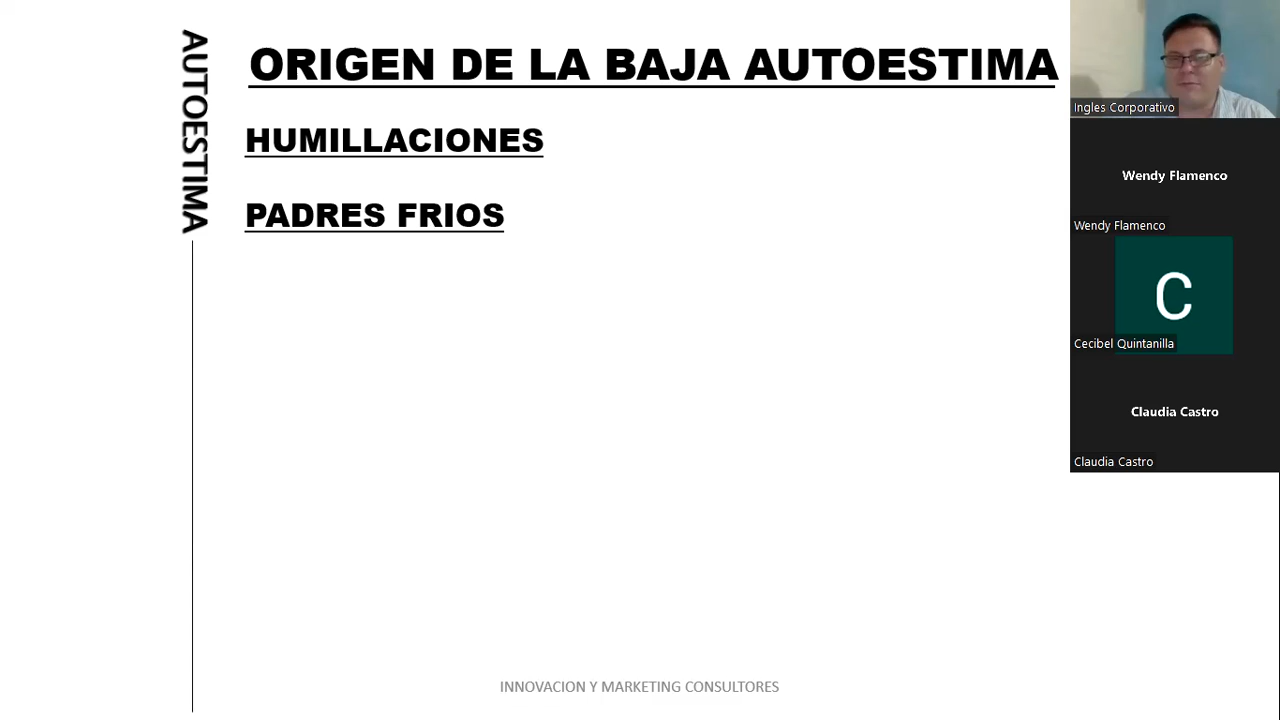 AUTOESTIMA
ORIGEN DE LA BAJA AUTOESTIMA
HUMILLACIONES
PADRES FRIOS
INNOVACION Y MARKETING CONSULTORES
Ingles Corporativo
Wendy Flamenco
Wendy Flamenco
C
Cecibel Quintanilla
Claudia Castro
Claudia Castro